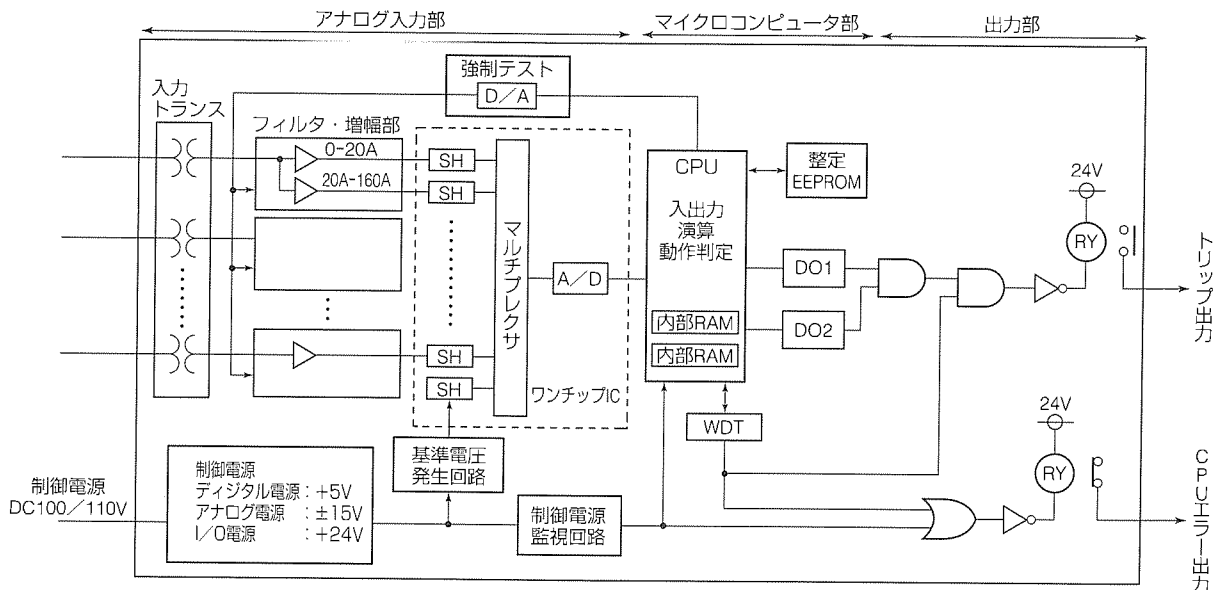 アナログ入力部
マイクロコンピュータ部
出力部
強制テスト
D/A
入力
トランス
フィルタ・増幅部
0-20A
20A-160A
SH
SH
SH
SH
マルチプレクサ
A/D
ワンチップIC
CPU
入出力
演算
動作判定
内部RAM
内部RAM
整定
EEPROM
DO1
DO2
WDT
24V
RY
トリップ出力
24V
RY
CPUエラー出力
基準電圧
発生回路
制御電源
DC100/110V
制御電源
ディジタル電源:+5V
アナログ電源 :±15V
I/O電源 :+24V
制御電源
監視回路